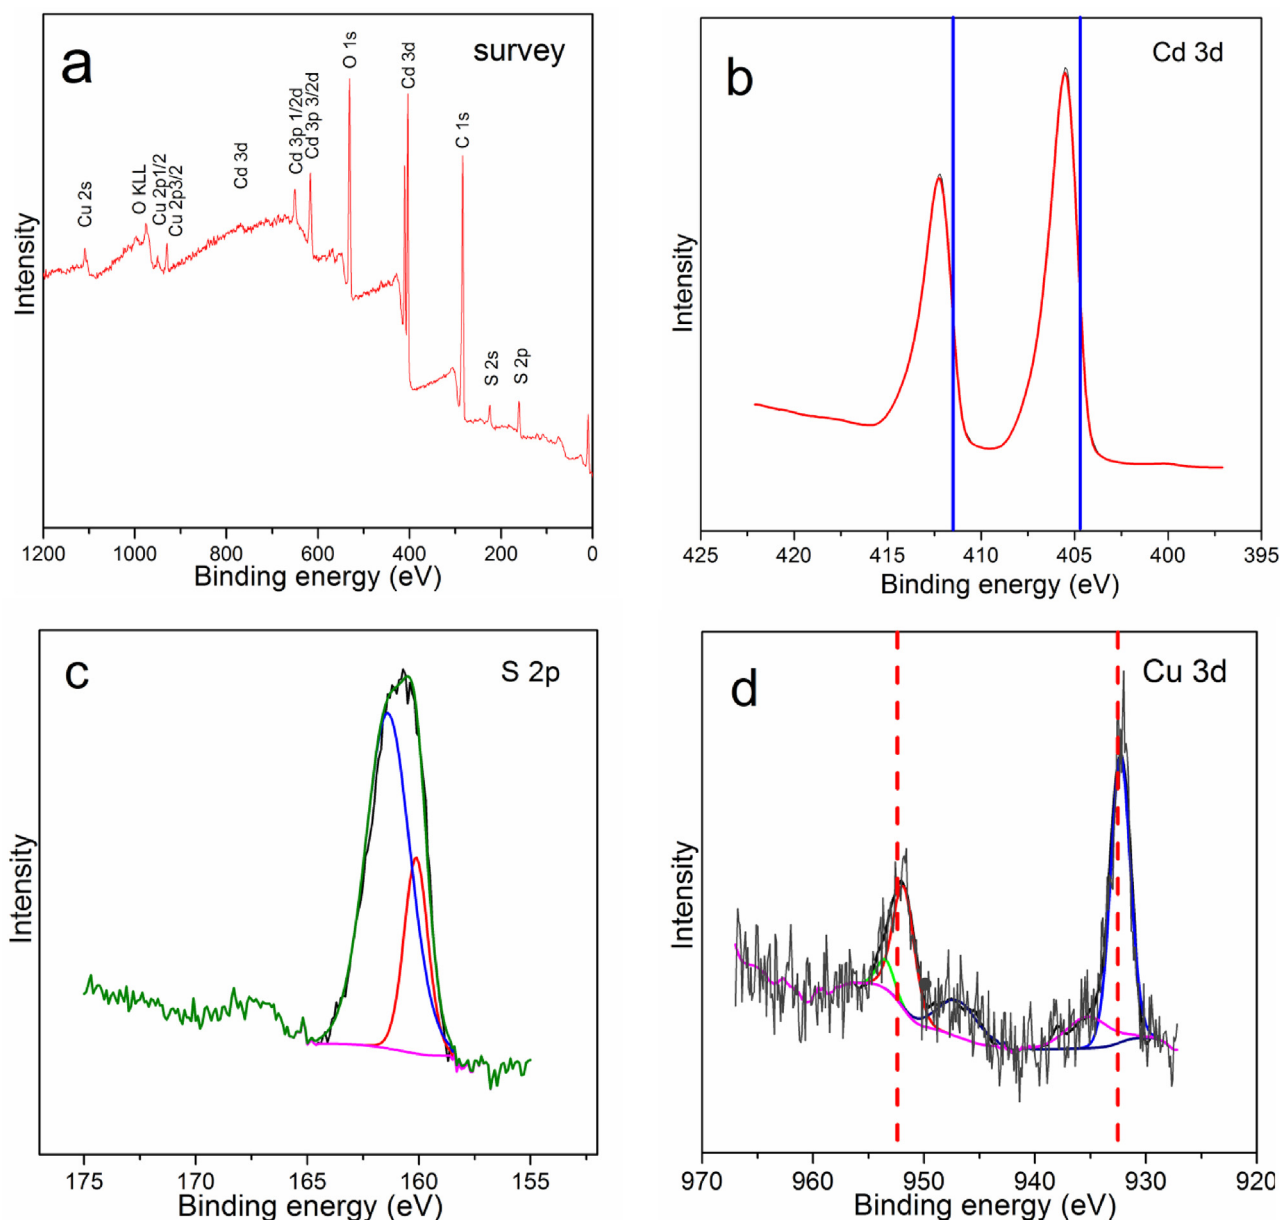 a
survey
Cu 2s
O KLL
Cu 2p1/2
Cu 2p3/2
Cd 3d
Cd 3p 1/2d
Cd 3p 3/2d
O 1s
Cd 3d
C 1s
S 2s
S 2p
Intensity
1200 1000 800 600 400 200 0
Binding energy (eV)
b
Cd 3d
Intensity
425 420 415 410 405 400 395
Binding energy (eV)
c
S 2p
Intensity
175 170 165 160 155
Binding energy (eV)
d
Cu 3d
Intensity
970 960 950 940 930 920
Binding energy (eV)